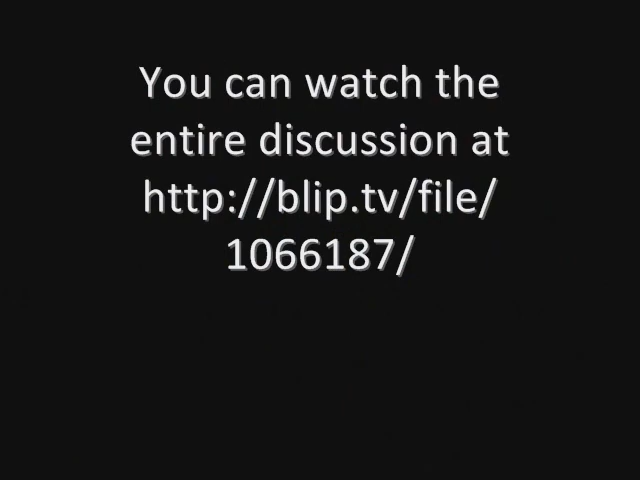 You can watch the
entire discussion at
http://blip.tv/file/
1066187/